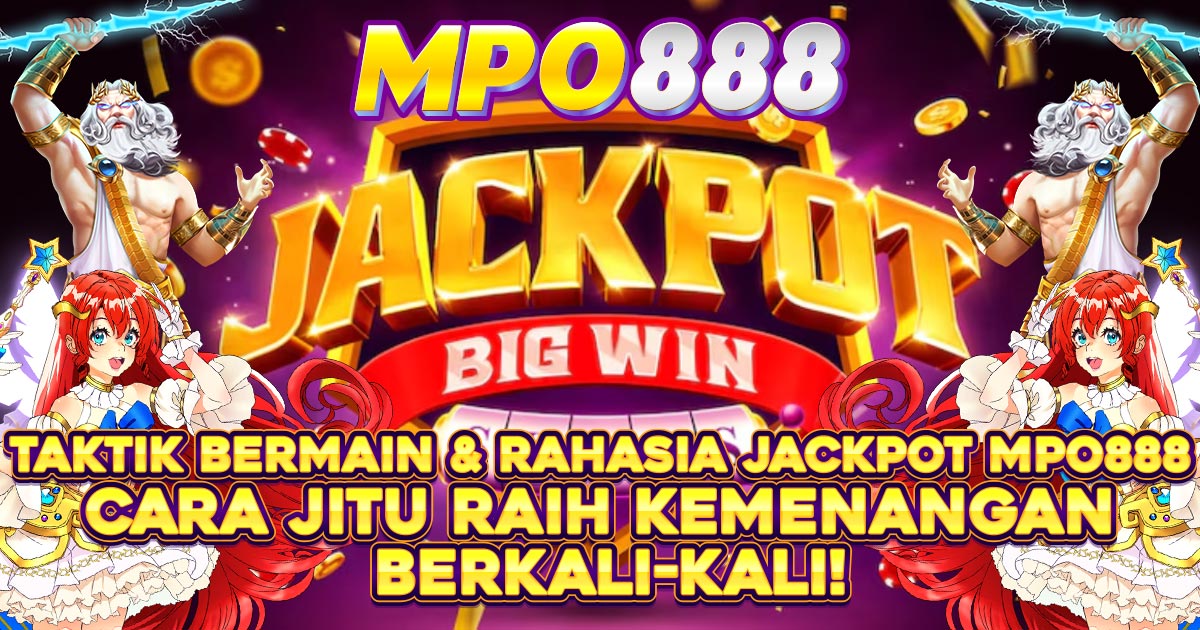 MPO888
JACKPOT
BIG WIN
TAKTIK BERMAIN & RAHASIA JACKPOT MPO888
CARA JITU RAIH KEMENANGAN
BERKALI-KALI!